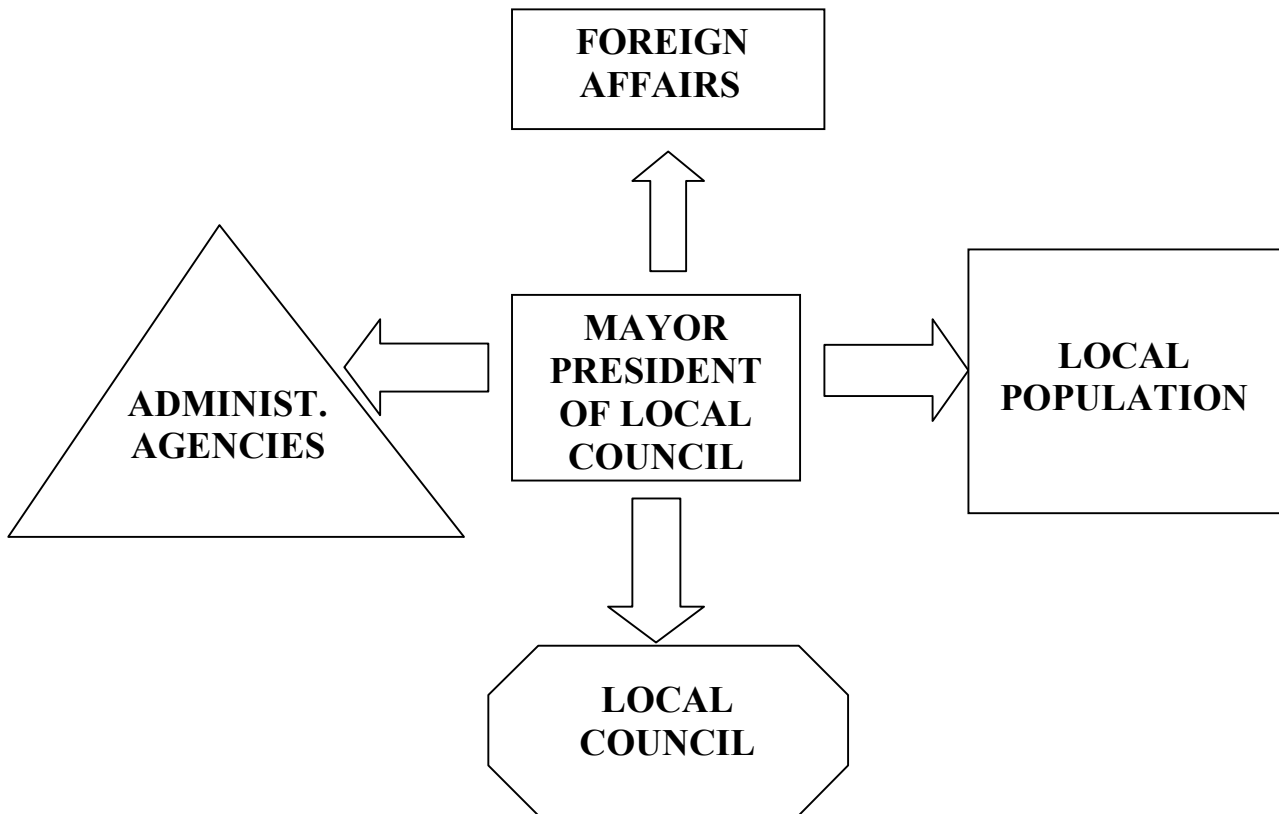 FOREIGN
AFFAIRS
MAYOR
PRESIDENT
OF LOCAL
COUNCIL
ADMINIST.
AGENCIES
LOCAL
POPULATION
LOCAL
COUNCIL